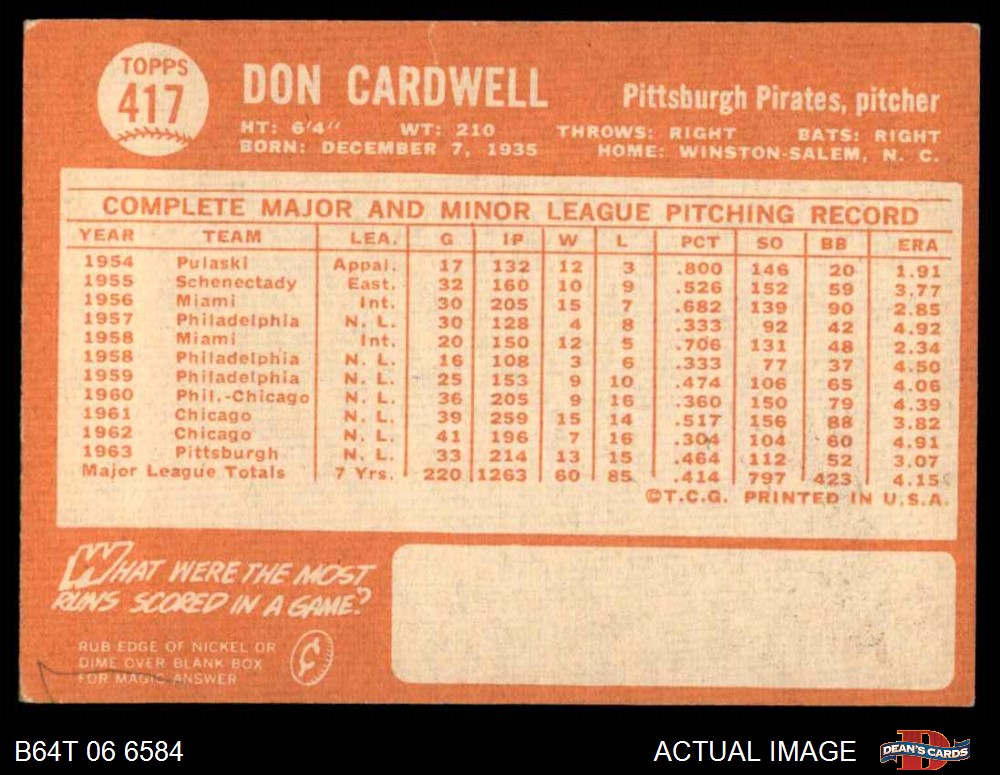 TOPPS
417
DON CARDWELL
Pittsburgh Pirates, pitcher
HT: 6'4" WT: 210 THROWS: RIGHT BATS: RIGHT
BORN: DECEMBER 7, 1935 HOME: WINSTON-SALEM, N. C.
COMPLETE MAJOR AND MINOR LEAGUE PITCHING RECORD
YEAR TEAM LEA. G IP W L PCT SO BB ERA
1954 Pulaski Appal. 17 132 12 3 .800 146 20 1.91
1955 Schenectady East. 32 160 10 9 .526 152 59 3.77
1956 Miami Int. 30 205 15 7 .682 139 90 2.85
1957 Philadelphia N. L. 30 128 4 8 .333 92 42 4.92
1958 Miami Int. 20 150 12 5 .706 131 48 2.34
1958 Philadelphia N. L. 16 108 3 6 .333 77 37 4.50
1959 Philadelphia N. L. 25 153 9 10 .474 106 65 4.06
1960 Phil.-Chicago N. L. 36 205 9 16 .360 150 79 4.39
1961 Chicago N. L. 39 259 15 14 .517 156 88 3.82
1962 Chicago N. L. 41 196 7 16 .304 104 60 4.91
1963 Pittsburgh N. L. 33 214 13 15 .464 112 52 3.07
Major League Totals 7 Yrs. 220 1263 60 85 .414 797 423 4.15
©T.C.G. PRINTED IN U.S.A.
WHAT WERE THE MOST
RUNS SCORED IN A GAME?
RUB EDGE OF NICKEL OR
DIME OVER BLANK BOX
FOR MAGIC ANSWER
¢
B64T 06 6584
ACTUAL IMAGE
D
DEAN'S CARDS